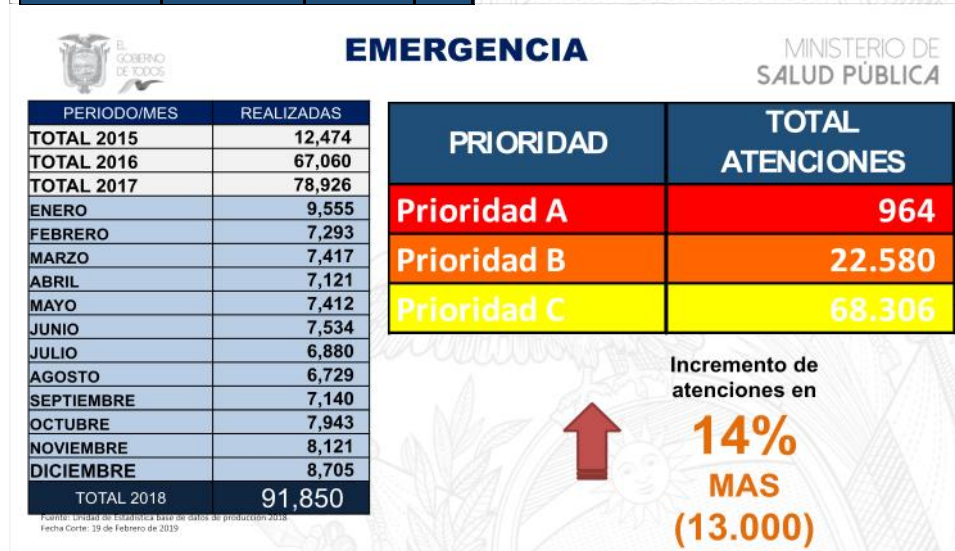 EL
GOBIERNO
DE TODOS
EMERGENCIA
MINISTERIO DE
SALUD PÚBLICA
PERIODO/MES REALIZADAS
TOTAL 2015 12,474
TOTAL 2016 67,060
TOTAL 2017 78,926
ENERO 9,555
FEBRERO 7,293
MARZO 7,417
ABRIL 7,121
MAYO 7,412
JUNIO 7,534
JULIO 6,880
AGOSTO 6,729
SEPTIEMBRE 7,140
OCTUBRE 7,943
NOVIEMBRE 8,121
DICIEMBRE 8,705
TOTAL 2018 91,850
Fuente: Unidad de Estadística base de datos de producción 2018
Fecha Corte: 19 de Febrero de 2019
PRIORIDAD TOTAL
ATENCIONES
Prioridad A 964
Prioridad B 22.580
Prioridad C 68.306
Incremento de
atenciones en
14%
MAS
(13.000)